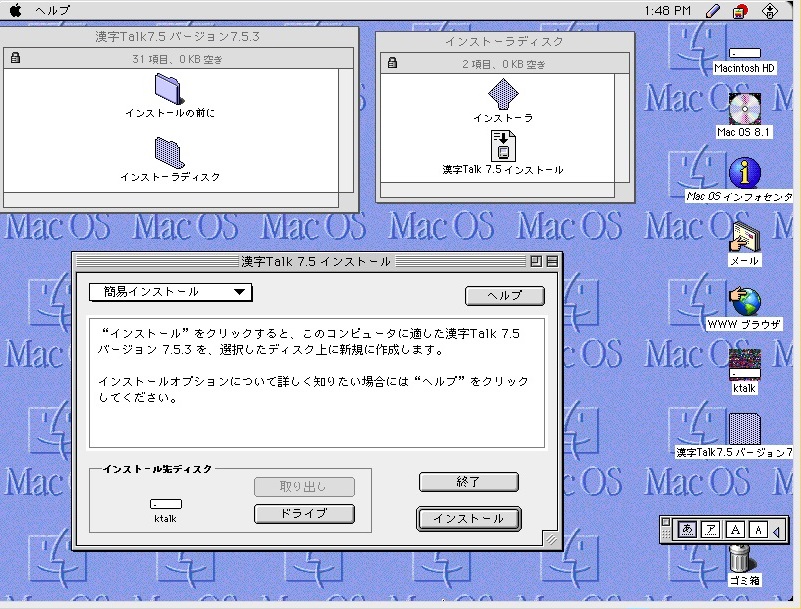 ヘルプ
1:48 PM
漢字Talk7.5 バージョン7.5.3
31 項目、0 KB 空き
インストールの前に
インストーラディスク
インストーラディスク
2 項目、0 KB 空き
インストーラ
漢字Talk 7.5 インストール
Macintosh HD
Mac OS 8.1
Mac OS インフォセンタ
メール
WWW ブラウザ
ktalk
漢字Talk7.5 バージョン7
ゴミ箱
漢字Talk 7.5 インストール
簡易インストール
ヘルプ
“インストール”をクリックすると、このコンピュータに適した漢字Talk 7.5
バージョン 7.5.3 を、選択したディスク上に新規に作成します。
インストールオプションについて詳しく知りたい場合には“ヘルプ”をクリック
してください。
インストール先ディスク
ktalk
取り出し
ドライブ
終了
インストール
あ ア A A
Mac OS